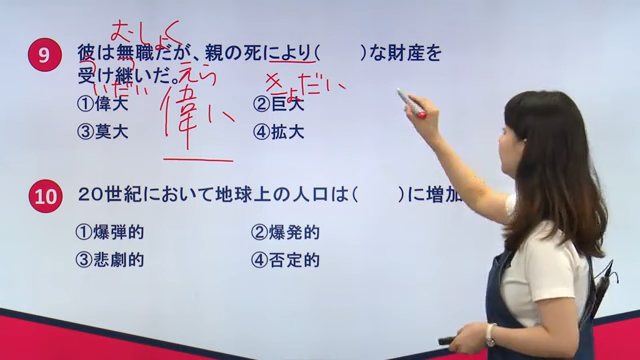 むしょく
9 彼は無職だが、親の死により(　　)な財産を
受け継いだ。
えら
いだい
きょだい
①偉大
偉い
②巨大
③莫大
④拡大
10 20世紀において地球上の人口は(　　)に増加
①爆弾的
②爆発的
③悲劇的
④否定的